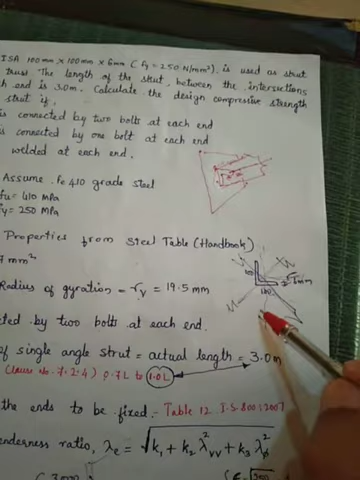 ISA 100mm x 100mm x 6mm (fy = 250 N/mm²), is used as strut
truss. The length of the strut between the intersections
h end is 3.0m. Calculate the design compressive strength
strut if,
is connected by two bolts at each end
is connected by one bolt at each end
welded at each end.
Assume Fe 410 grade steel
fu = 410 MPa
fy = 250 MPa
Properties from Steel Table (Handbook)
7 mm²
Radius of gyration = rv = 19.5 mm
6mm
100
cted by two bolts at each end.
of single angle strut = actual length = 3.0m
Clause No. 7.2.4) 0.7L to 1.0L
the ends to be fixed. - Table 12 I.S. 800:2007
enderness ratio, λe = √(k₁ + k₂ λ²vv + k₃ λ²φ)